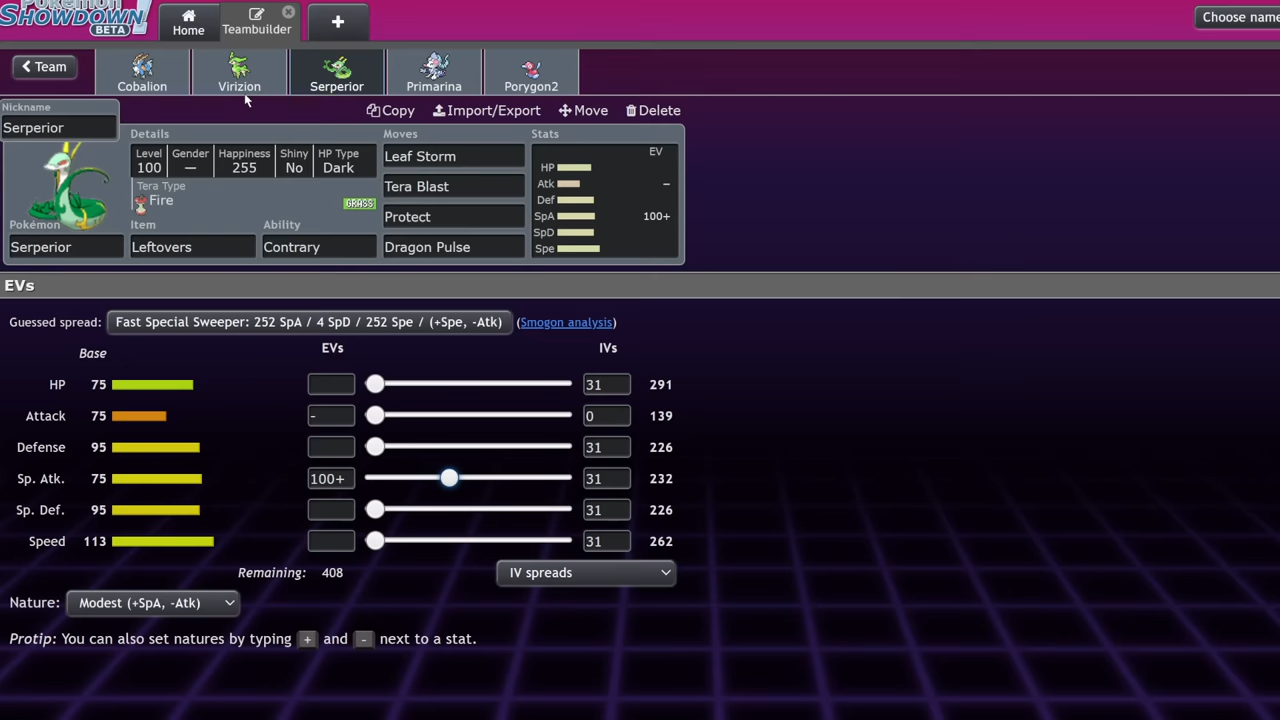 Pokémon
SHOWDOWN!
BETA
Home
Teambuilder
+
Choose name
Team
Cobalion
Virizion
Serperior
Primarina
Porygon2
Copy
Import/Export
Move
Delete
Nickname
Serperior
Details
Level Gender Happiness Shiny HP Type
100 — 255 No Dark
Tera Type
Fire
GRASS
Pokémon
Serperior
Item
Leftovers
Ability
Contrary
Moves
Leaf Storm
Tera Blast
Protect
Dragon Pulse
Stats
EV
HP
Atk –
Def
SpA 100+
SpD
Spe
EVs
Guessed spread: Fast Special Sweeper: 252 SpA / 4 SpD / 252 Spe / (+Spe, -Atk) (Smogon analysis)
Base EVs IVs
HP 75 31 291
Attack 75 - 0 139
Defense 95 31 226
Sp. Atk. 75 100+ 31 232
Sp. Def. 95 31 226
Speed 113 31 262
Remaining: 408
IV spreads
Nature: Modest (+SpA, -Atk)
Protip: You can also set natures by typing + and - next to a stat.